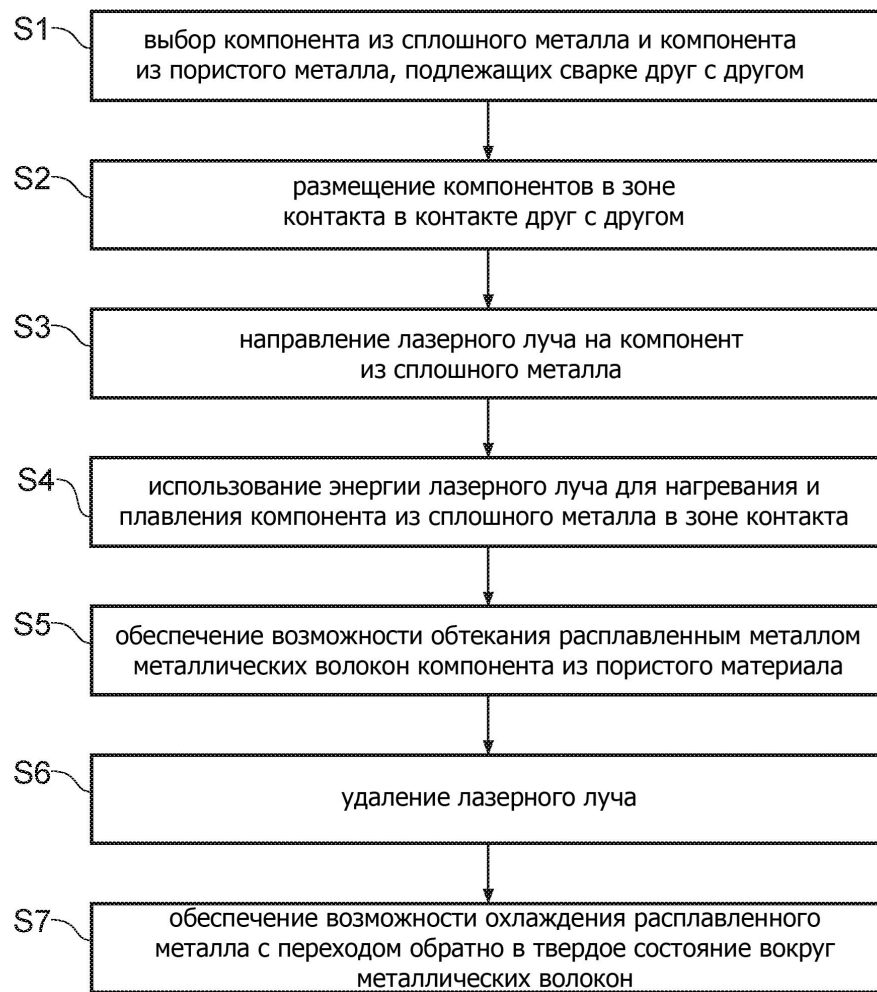 S1
выбор компонента из сплошного металла и компонента
из пористого металла, подлежащих сварке друг с другом
S2
размещение компонентов в зоне
контакта в контакте друг с другом
S3
направление лазерного луча на компонент
из сплошного металла
S4
использование энергии лазерного луча для нагревания и
плавления компонента из сплошного металла в зоне контакта
S5
обеспечение возможности обтекания расплавленным металлом
металлических волокон компонента из пористого материала
S6
удаление лазерного луча
S7
обеспечение возможности охлаждения расплавленного
металла с переходом обратно в твердое состояние вокруг
металлических волокон